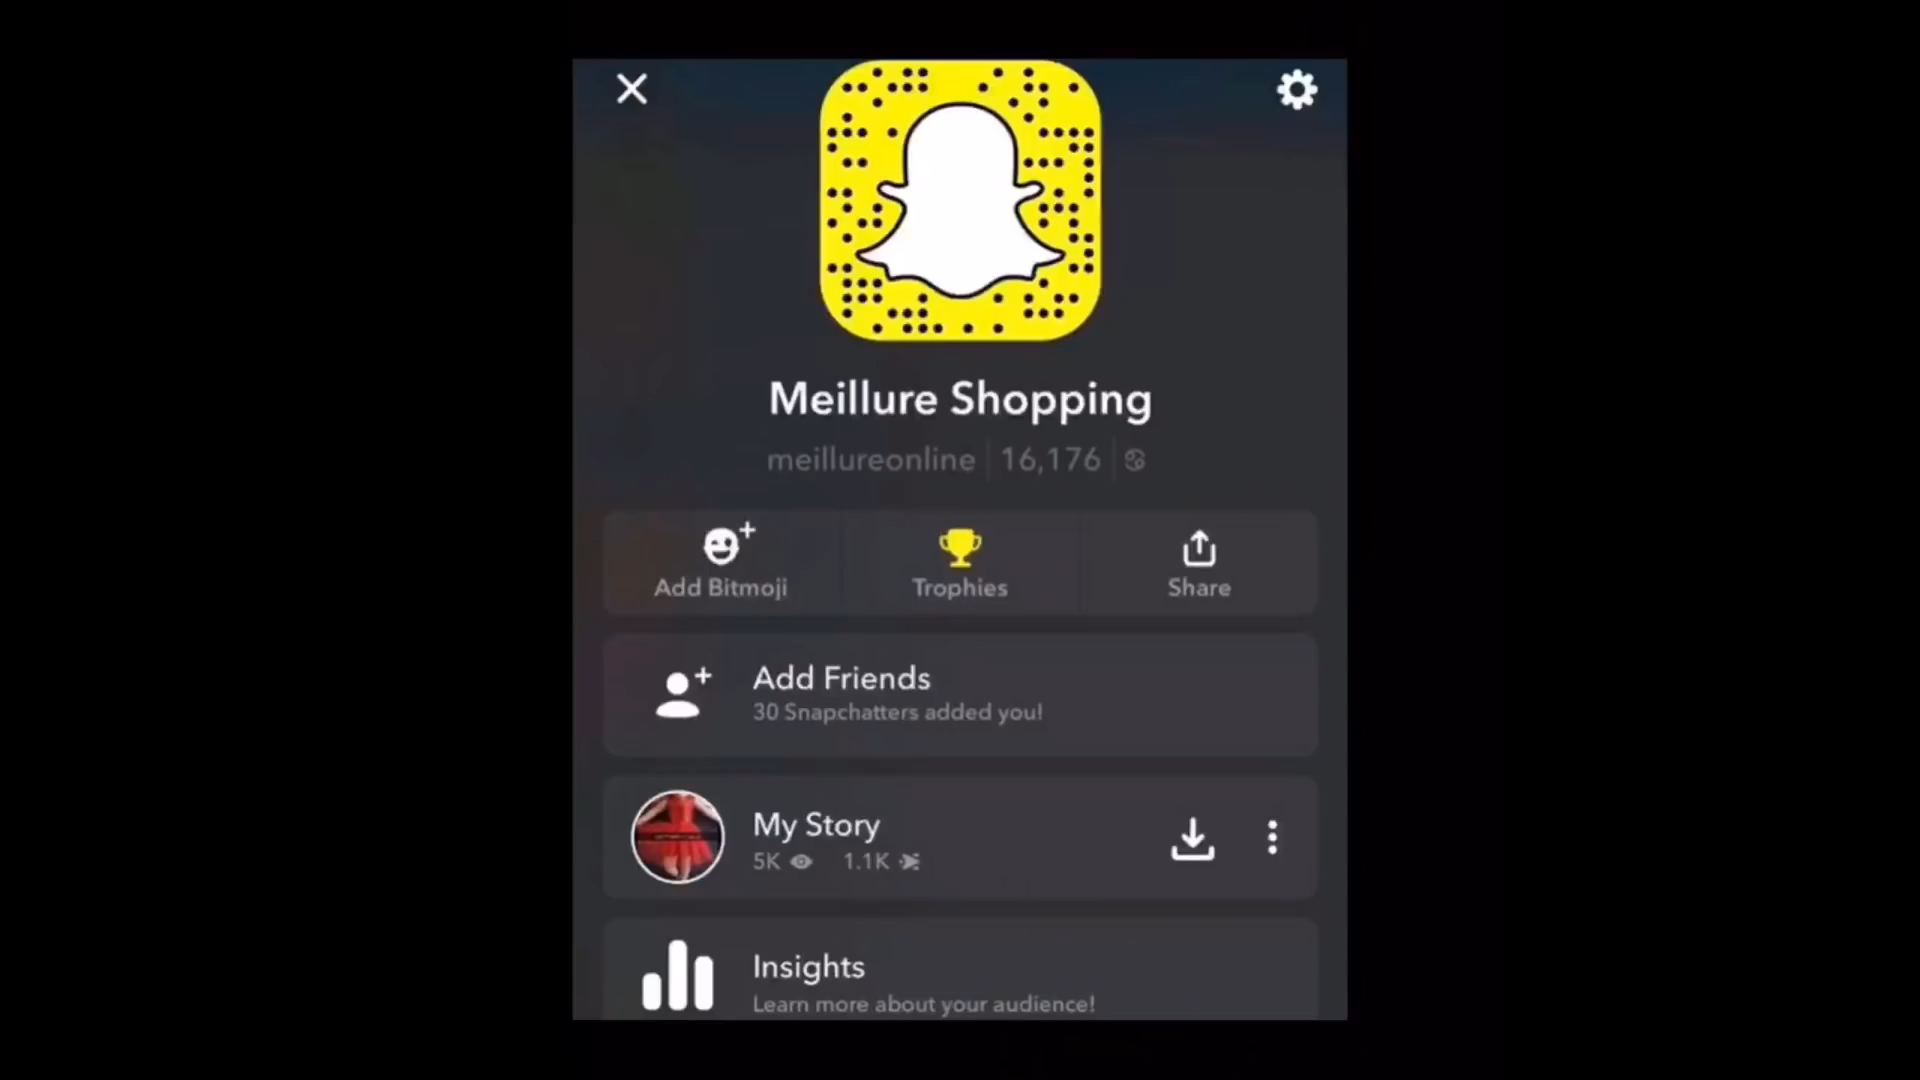 Meillure Shopping
meillureonline 16,176
Add Bitmoji Trophies Share
Add Friends
30 Snapchatters added you!
My Story
5K 1.1K
Insights
Learn more about your audience!